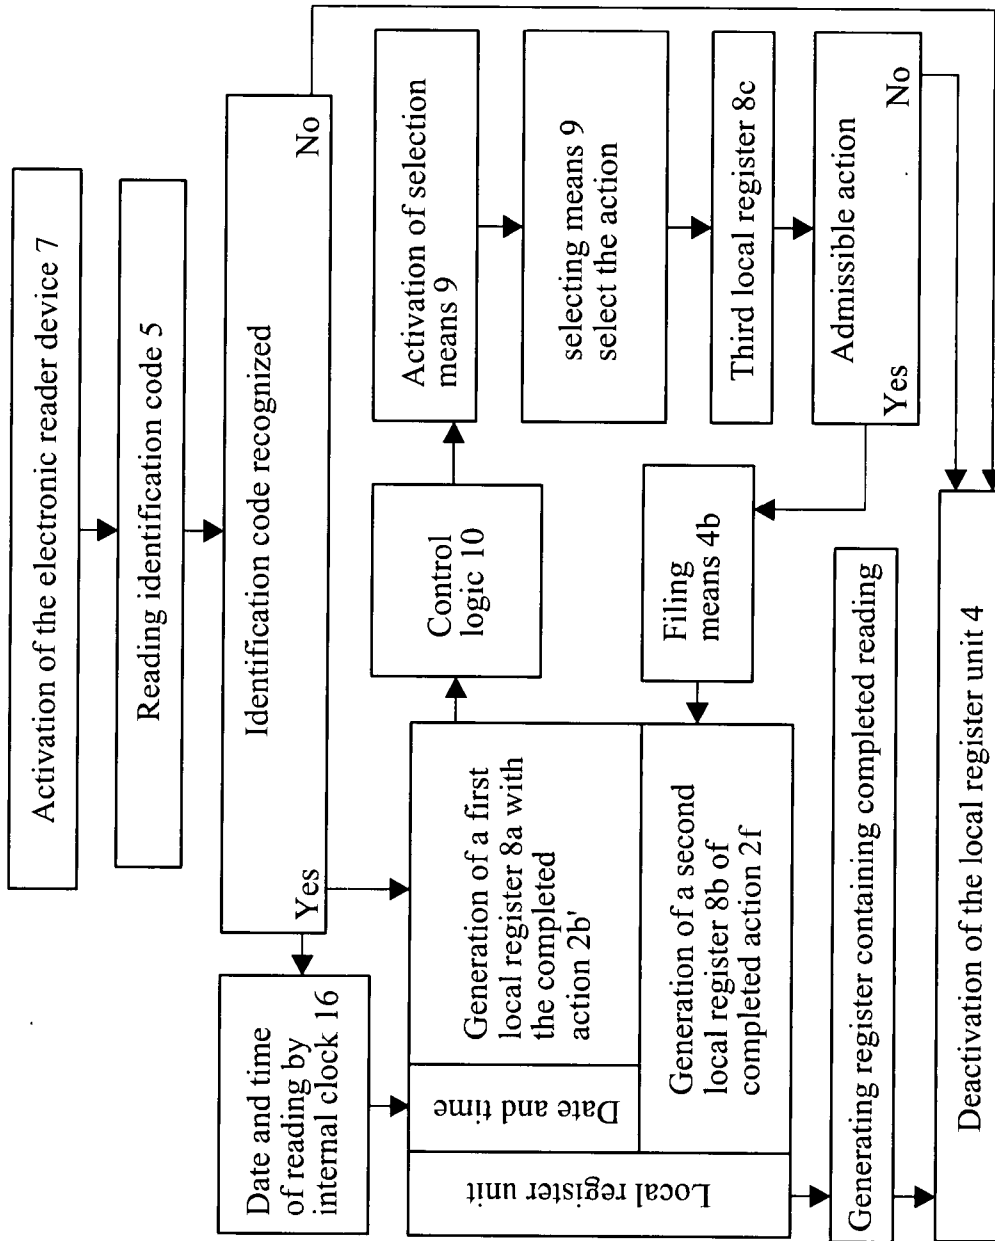 Activation of the electronic reader device 7
Reading identification code 5
Identification code recognized
Yes
No
Date and time
of reading by
internal clock 16
Local register unit
Date and time
Generation of a first
local register 8a with
the completed
action 2b'
Generation of a second
local register 8b of
completed action 2f
Control
logic 10
Activation of selection
means 9
selecting means 9
select the action
Third local register 8c
Admissible action
Yes
No
Filing
means 4b
Generating register containing completed reading
Deactivation of the local register unit 4